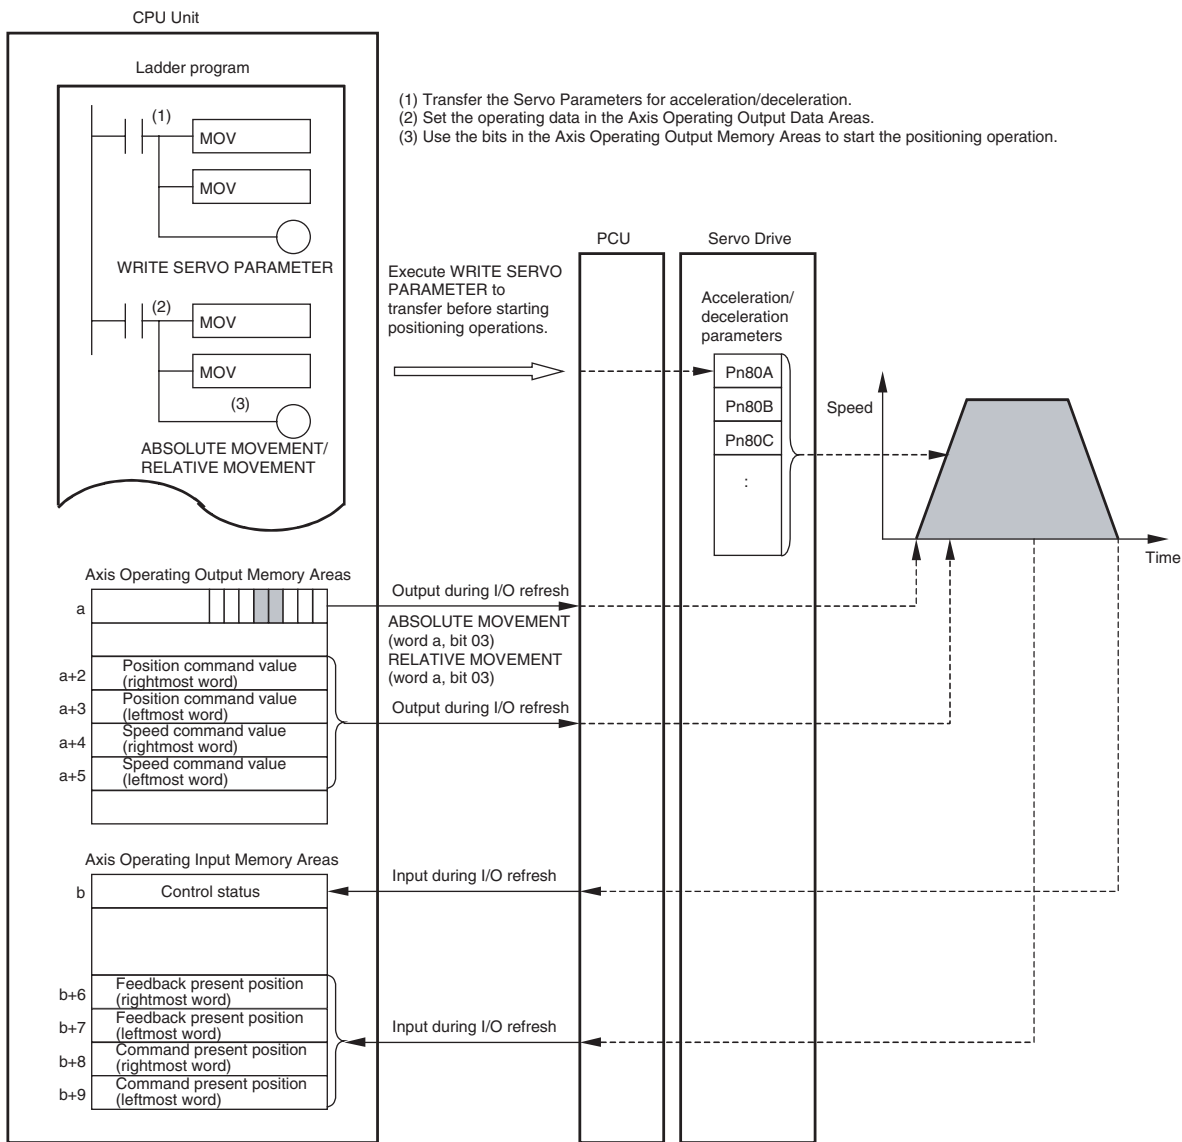 CPU Unit
Ladder program
(1) Transfer the Servo Parameters for acceleration/deceleration.
(2) Set the operating data in the Axis Operating Output Data Areas.
(3) Use the bits in the Axis Operating Output Memory Areas to start the positioning operation.
(1)
MOV
MOV
WRITE SERVO PARAMETER
(2)
MOV
MOV
(3)
ABSOLUTE MOVEMENT/
RELATIVE MOVEMENT
Execute WRITE SERVO
PARAMETER to
transfer before starting
positioning operations.
PCU
Servo Drive
Acceleration/
deceleration
parameters
Pn80A
Pn80B
Pn80C
:
Speed
Time
Axis Operating Output Memory Areas
a
Output during I/O refresh
ABSOLUTE MOVEMENT
(word a, bit 03)
RELATIVE MOVEMENT
(word a, bit 03)
Output during I/O refresh
a+2
Position command value
(rightmost word)
a+3
Position command value
(leftmost word)
a+4
Speed command value
(rightmost word)
a+5
Speed command value
(leftmost word)
Axis Operating Input Memory Areas
b
Control status
Input during I/O refresh
b+6
Feedback present position
(rightmost word)
b+7
Feedback present position
(leftmost word)
Input during I/O refresh
b+8
Command present position
(rightmost word)
b+9
Command present position
(leftmost word)